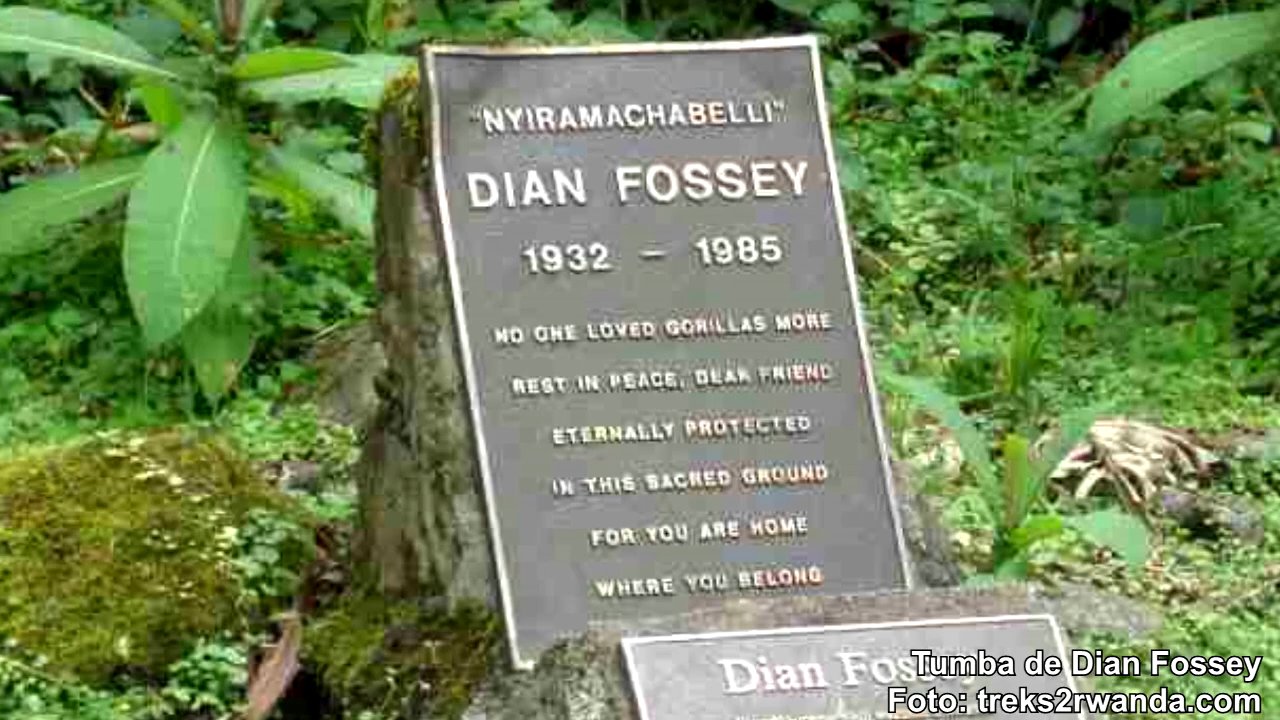 "NYIRAMACHABELLI"
DIAN FOSSEY
1932 – 1985
NO ONE LOVED GORILLAS MORE
REST IN PEACE, DEAR FRIEND
ETERNALLY PROTECTED
IN THIS SACRED GROUND
FOR YOU ARE HOME
WHERE YOU BELONG
Dian Fossey
Tumba de Dian Fossey
Foto: treks2rwanda.com